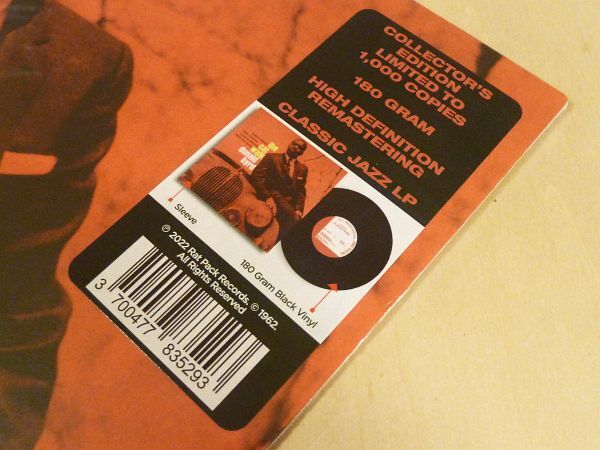 COLLECTOR'S
EDITION
LIMITED TO
1,000 COPIES
180 GRAM
HIGH DEFINITION
REMASTERING
CLASSIC JAZZ LP
Sleeve
180 Gram Black Vinyl
℗ 2022 Rat Pack Records. © 1962.
All Rights Reserved
3 700477 835293